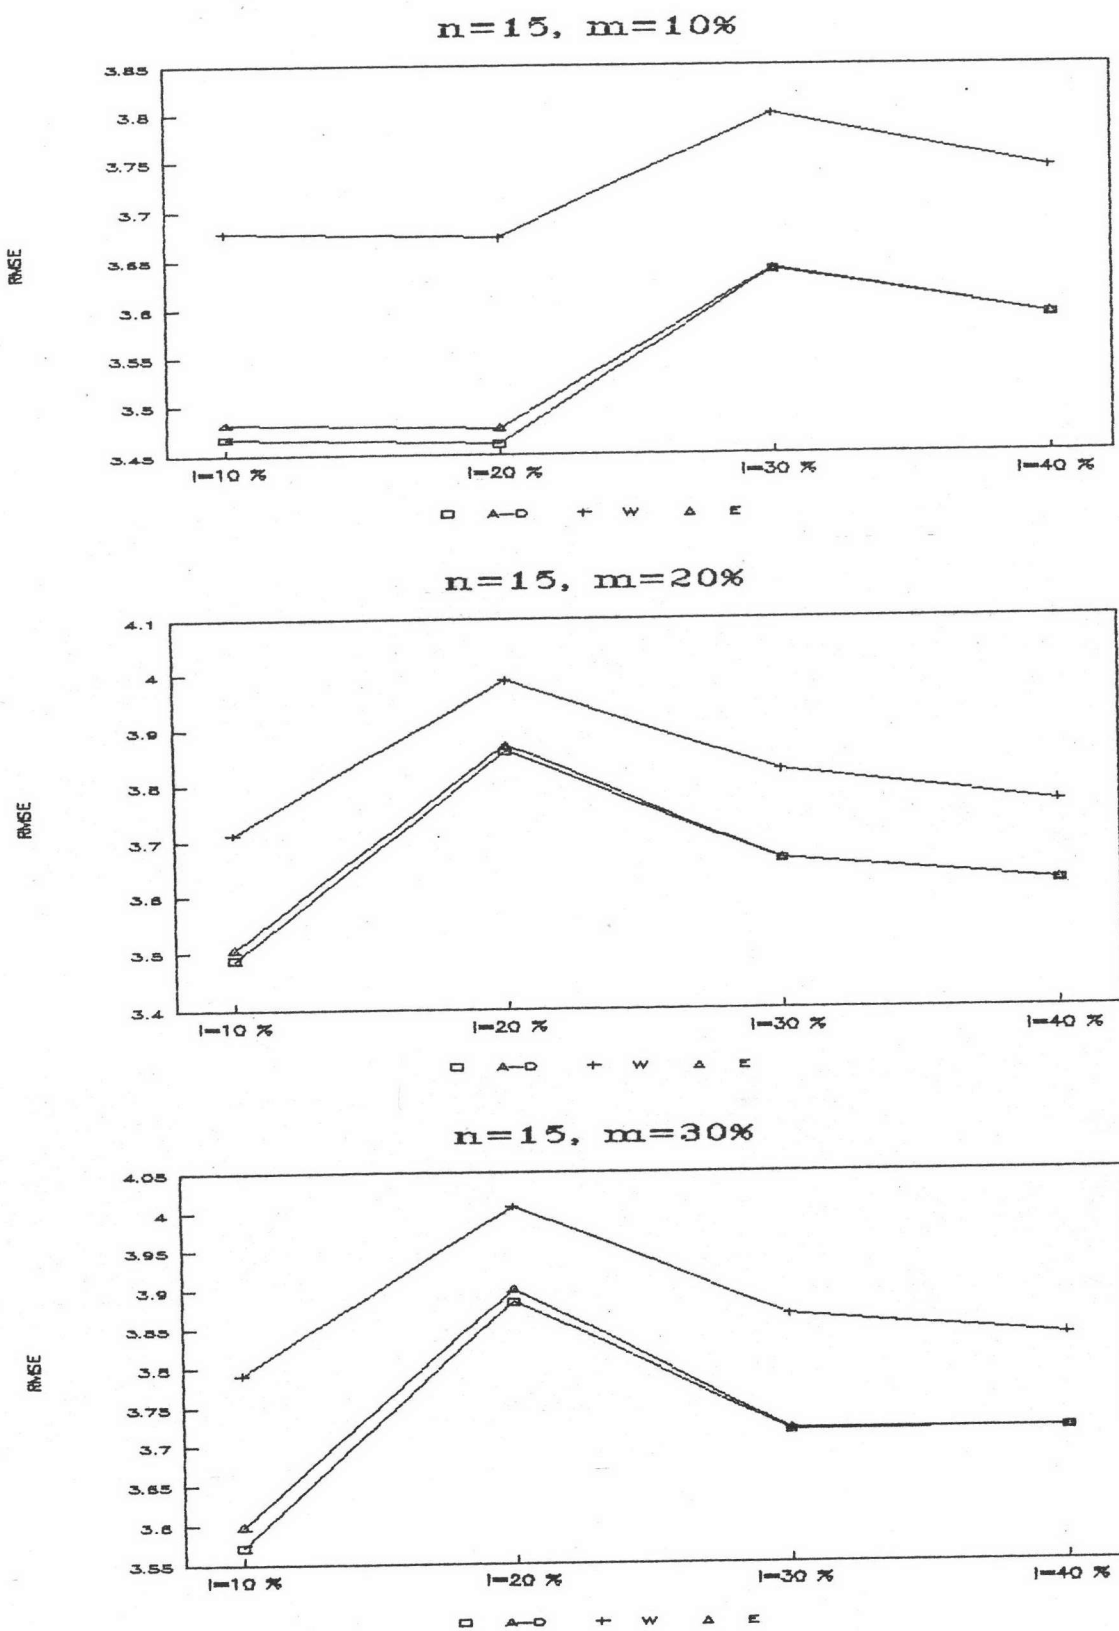 n=15, m=10%
3.85
3.8
3.75
3.7
3.65
3.6
3.55
3.5
3.45
RMSE
l=10 % l=20 % l=30 % l=40 %
A-D W E
n=15, m=20%
4.1
4
3.9
3.8
3.7
3.6
3.5
3.4
RMSE
l=10 % l=20 % l=30 % l=40 %
A-D W E
n=15, m=30%
4.05
4
3.95
3.9
3.85
3.8
3.75
3.7
3.65
3.6
3.55
RMSE
l=10 % l=20 % l=30 % l=40 %
A-D W E